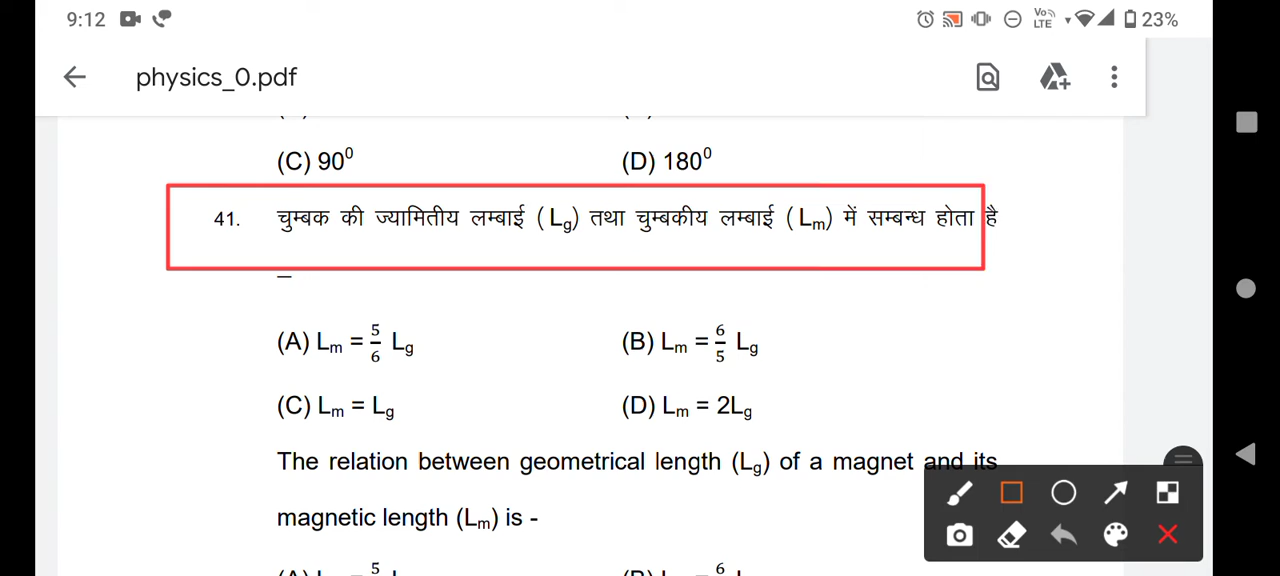 9:12 Vo LTE 23%
physics_0.pdf
(C) 90⁰ (D) 180⁰
41. चुम्बक की ज्यामितीय लम्बाई (Lg) तथा चुम्बकीय लम्बाई (Lm) में सम्बन्ध होता है
–
(A) Lm = 5/6 Lg (B) Lm = 6/5 Lg
(C) Lm = Lg (D) Lm = 2Lg
The relation between geometrical length (Lg) of a magnet and its
magnetic length (Lm) is -